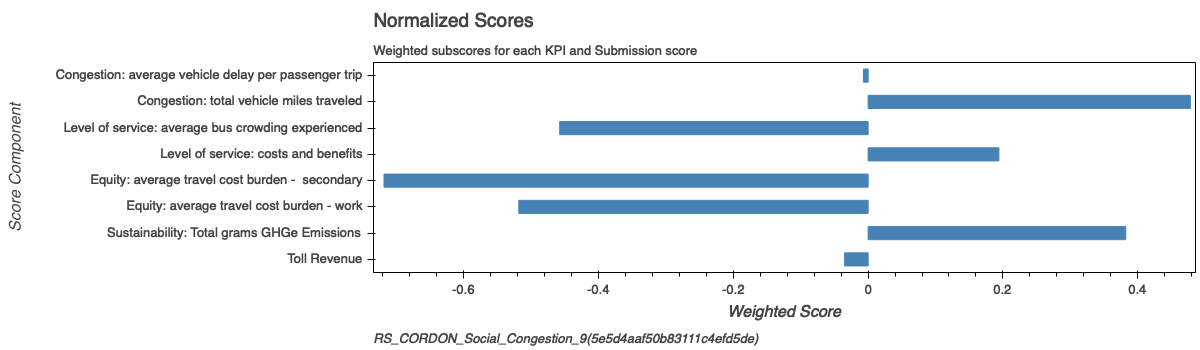 Normalized Scores
Weighted subscores for each KPI and Submission score
Congestion: average vehicle delay per passenger trip
Congestion: total vehicle miles traveled
Level of service: average bus crowding experienced
Level of service: costs and benefits
Equity: average travel cost burden - secondary
Equity: average travel cost burden - work
Sustainability: Total grams GHGe Emissions
Toll Revenue
Score Component
-0.6 -0.4 -0.2 0 0.2 0.4
Weighted Score
RS_CORDON_Social_Congestion_9(5e5d4aaf50b83111c4efd5de)